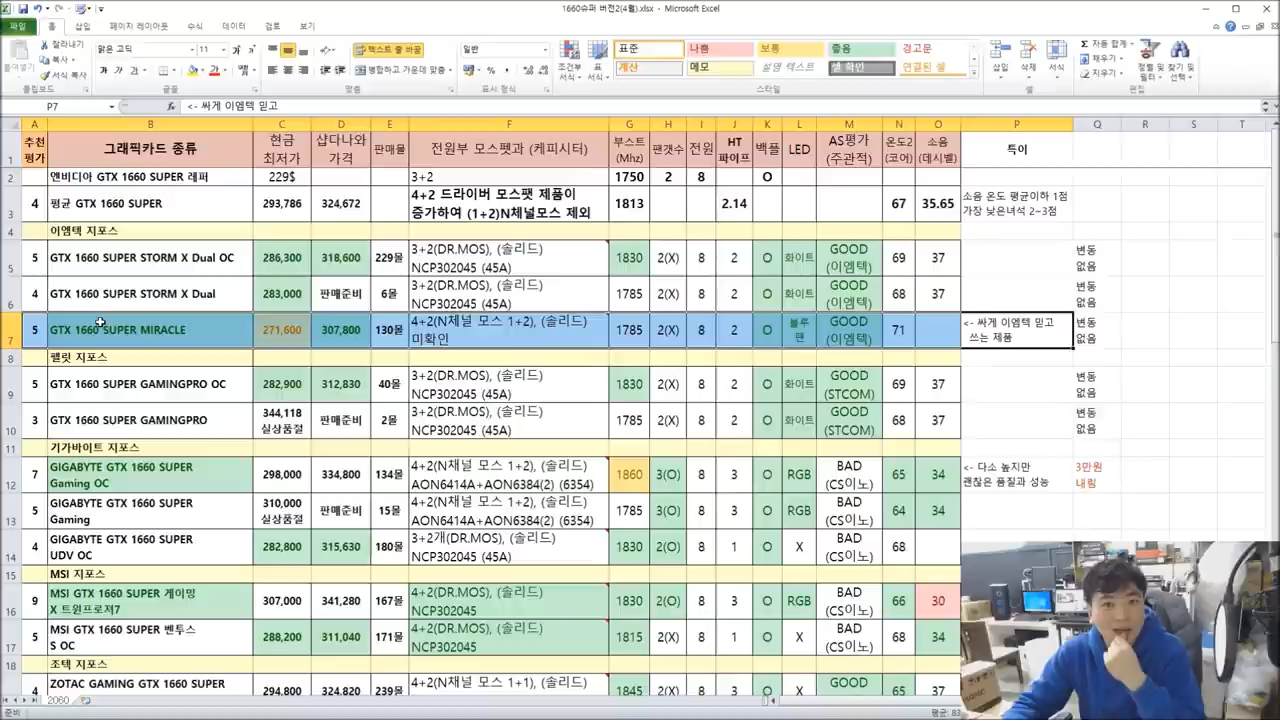 1660슈퍼 버전2(4월).xlsx - Microsoft Excel
파일 홈 삽입 페이지 레이아웃 수식 데이터 검토 보기
잘라내기 맑은 고딕 11 텍스트 줄 바꿈 일반 표준 나쁨 보통 좋음 경고문 자동 합계
복사 채우기
서식 복사 병합하고 가운데 맞춤 계산 메모 설명 텍스트 셀 확인 연결된 셀 지우기
붙여넣기 조건부 서식 표 서식 삽입 삭제 서식 정렬 및 필터 찾기 및 선택
클립보드 글꼴 맞춤 표시 형식 스타일 셀 편집
P7 fx <- 싸게 이엠텍 믿고
A B C D E F G H I J K L M N O P Q R S T
1 추천 평가 그래픽카드 종류 현금 최저가 샵다나와 가격 판매몰 전원부 모스펫과 (케피시터) 부스트 (Mhz) 팬갯수 전원 HT 파이프 백플 LED AS평가 (주관적) 온도2 (코어) 소음 (데시벨) 특이
2 엔비디아 GTX 1660 SUPER 레퍼 229$ 3+2 1750 2 8 O
3 4 평균 GTX 1660 SUPER 293,786 324,672 4+2 드라이버 모스팻 제품이 증가하여 (1+2)N체널모스 제외 1813 2.14 67 35.65 소음 온도 평균이하 1점 가장 낮은녀석 2~3점
4 이엠텍 지포스
5 5 GTX 1660 SUPER STORM X Dual OC 286,300 318,600 229몰 3+2(DR.MOS), (솔리드) NCP302045 (45A) 1830 2(X) 8 2 O 화이트 GOOD (이엠텍) 69 37 변동 없음
6 4 GTX 1660 SUPER STORM X Dual 283,000 판매준비 6몰 3+2(DR.MOS), (솔리드) NCP302045 (45A) 1785 2(X) 8 2 O 화이트 GOOD (이엠텍) 68 37 변동 없음
7 5 GTX 1660 SUPER MIRACLE 271,600 307,800 130몰 4+2(N체널 모스 1+2), (솔리드) 미확인 1785 2(X) 8 2 O 블루 팬 GOOD (이엠텍) 71 <- 싸게 이엠텍 믿고 쓰는 제품 변동 없음
8 펠릿 지포스
9 5 GTX 1660 SUPER GAMINGPRO OC 282,900 312,830 40몰 3+2(DR.MOS), (솔리드) NCP302045 (45A) 1830 2(X) 8 2 O 화이트 GOOD (STCOM) 69 37 변동 없음
10 3 GTX 1660 SUPER GAMINGPRO 344,118 실상품절 판매준비 2몰 3+2(DR.MOS), (솔리드) NCP302045 (45A) 1785 2(X) 8 2 O 화이트 GOOD (STCOM) 68 37 변동 없음
11 기가바이트 지포스
12 7 GIGABYTE GTX 1660 SUPER Gaming OC 298,000 334,800 134몰 4+2(N채널 모스 1+2), (솔리드) AON6414A+AON6384(2) (6354) 1860 3(O) 8 3 O RGB BAD (CS이노) 65 34 <- 다소 높지만 괜찮은 품질과 성능 3만원 내림
13 5 GIGABYTE GTX 1660 SUPER Gaming 310,000 실상품절 판매준비 15몰 4+2(N채널 모스 1+2), (솔리드) AON6414A+AON6384(2) (6354) 1785 3(O) 8 3 O RGB BAD (CS이노) 64 34
14 4 GIGABYTE GTX 1660 SUPER UDV OC 282,800 315,630 180몰 3+2개(DR.MOS), (솔리드) NCP302045 (45A) 1830 2(O) 8 1 O X BAD (CS이노) 68
15 MSI 지포스
16 9 MSI GTX 1660 SUPER 게이밍 X 트윈프로져7 307,000 341,280 167몰 4+2(DR.MOS), (솔리드) NCP302045 1830 2(O) 8 3 O RGB BAD (CS이노) 66 30
17 5 MSI GTX 1660 SUPER 벤투스 S OC 288,200 311,040 171몰 4+2(DR.MOS), (솔리드) NCP302045 1815 2(X) 8 1 O X BAD (CS이노) 68 34
18 조텍 지포스
4 ZOTAC GAMING GTX 1660 SUPER 294,800 324,820 239몰 4+2(N채널 모스 1+1), (솔리드) 1845 2(X) 8 3 O X GOOD 65 34
2060
준비 평균: 83